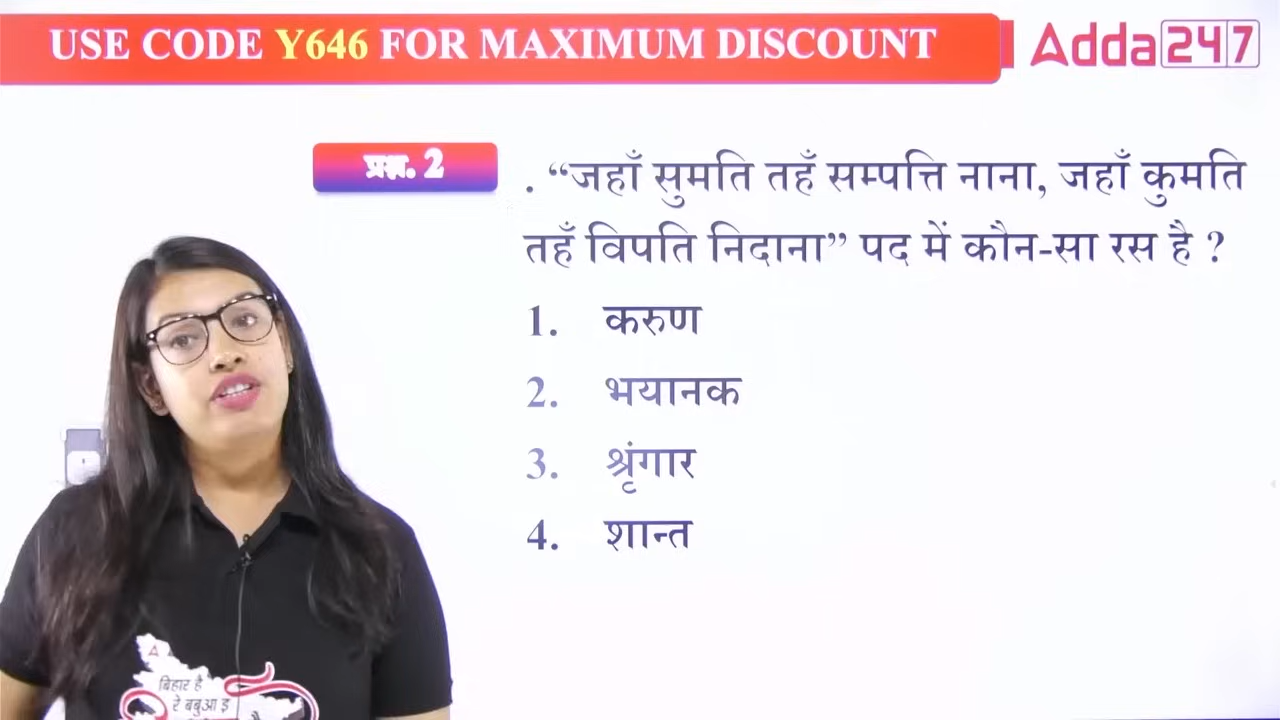 USE CODE Y646 FOR MAXIMUM DISCOUNT
Adda247
प्रश्न. 2
. “जहाँ सुमति तहँ सम्पत्ति नाना, जहाँ कुमति
तहँ विपति निदाना” पद में कौन-सा रस है ?
1. करुण
2. भयानक
3. श्रृंगार
4. शान्त
बिहार है
रे बबुआ इ